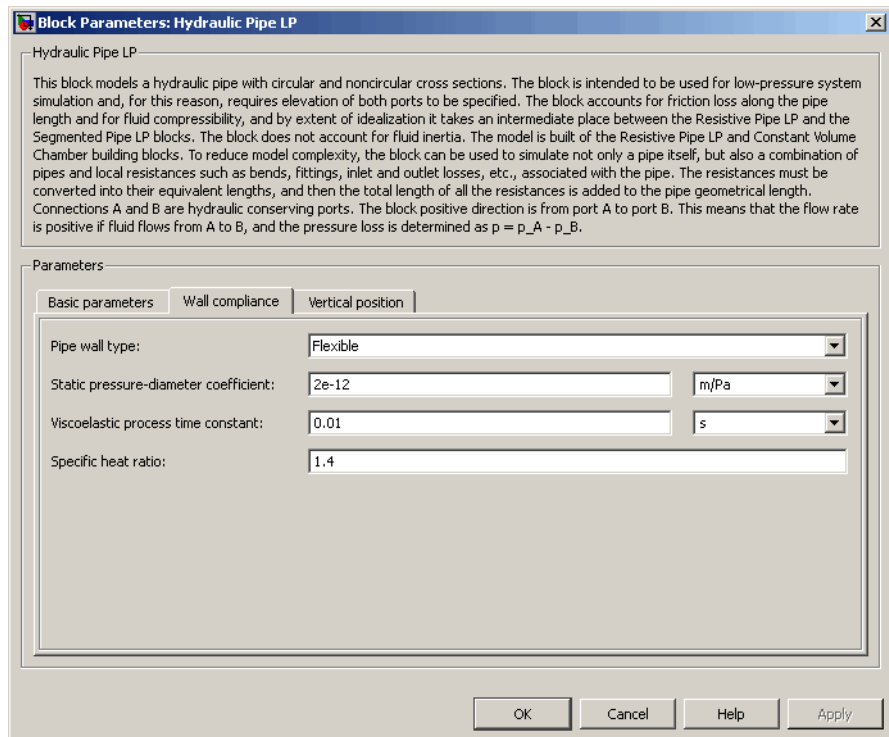 Block Parameters: Hydraulic Pipe LP
Hydraulic Pipe LP
This block models a hydraulic pipe with circular and noncircular cross sections. The block is intended to be used for low-pressure system
simulation and, for this reason, requires elevation of both ports to be specified. The block accounts for friction loss along the pipe
length and for fluid compressibility, and by extent of idealization it takes an intermediate place between the Resistive Pipe LP and the
Segmented Pipe LP blocks. The block does not account for fluid inertia. The model is built of the Resistive Pipe LP and Constant Volume
Chamber building blocks. To reduce model complexity, the block can be used to simulate not only a pipe itself, but also a combination of
pipes and local resistances such as bends, fittings, inlet and outlet losses, etc., associated with the pipe. The resistances must be
converted into their equivalent lengths, and then the total length of all the resistances is added to the pipe geometrical length.
Connections A and B are hydraulic conserving ports. The block positive direction is from port A to port B. This means that the flow rate
is positive if fluid flows from A to B, and the pressure loss is determined as p = p_A - p_B.
Parameters
Basic parameters Wall compliance Vertical position
Pipe wall type: Flexible
Static pressure-diameter coefficient: 2e-12 m/Pa
Viscoelastic process time constant: 0.01 s
Specific heat ratio: 1.4
OK Cancel Help Apply